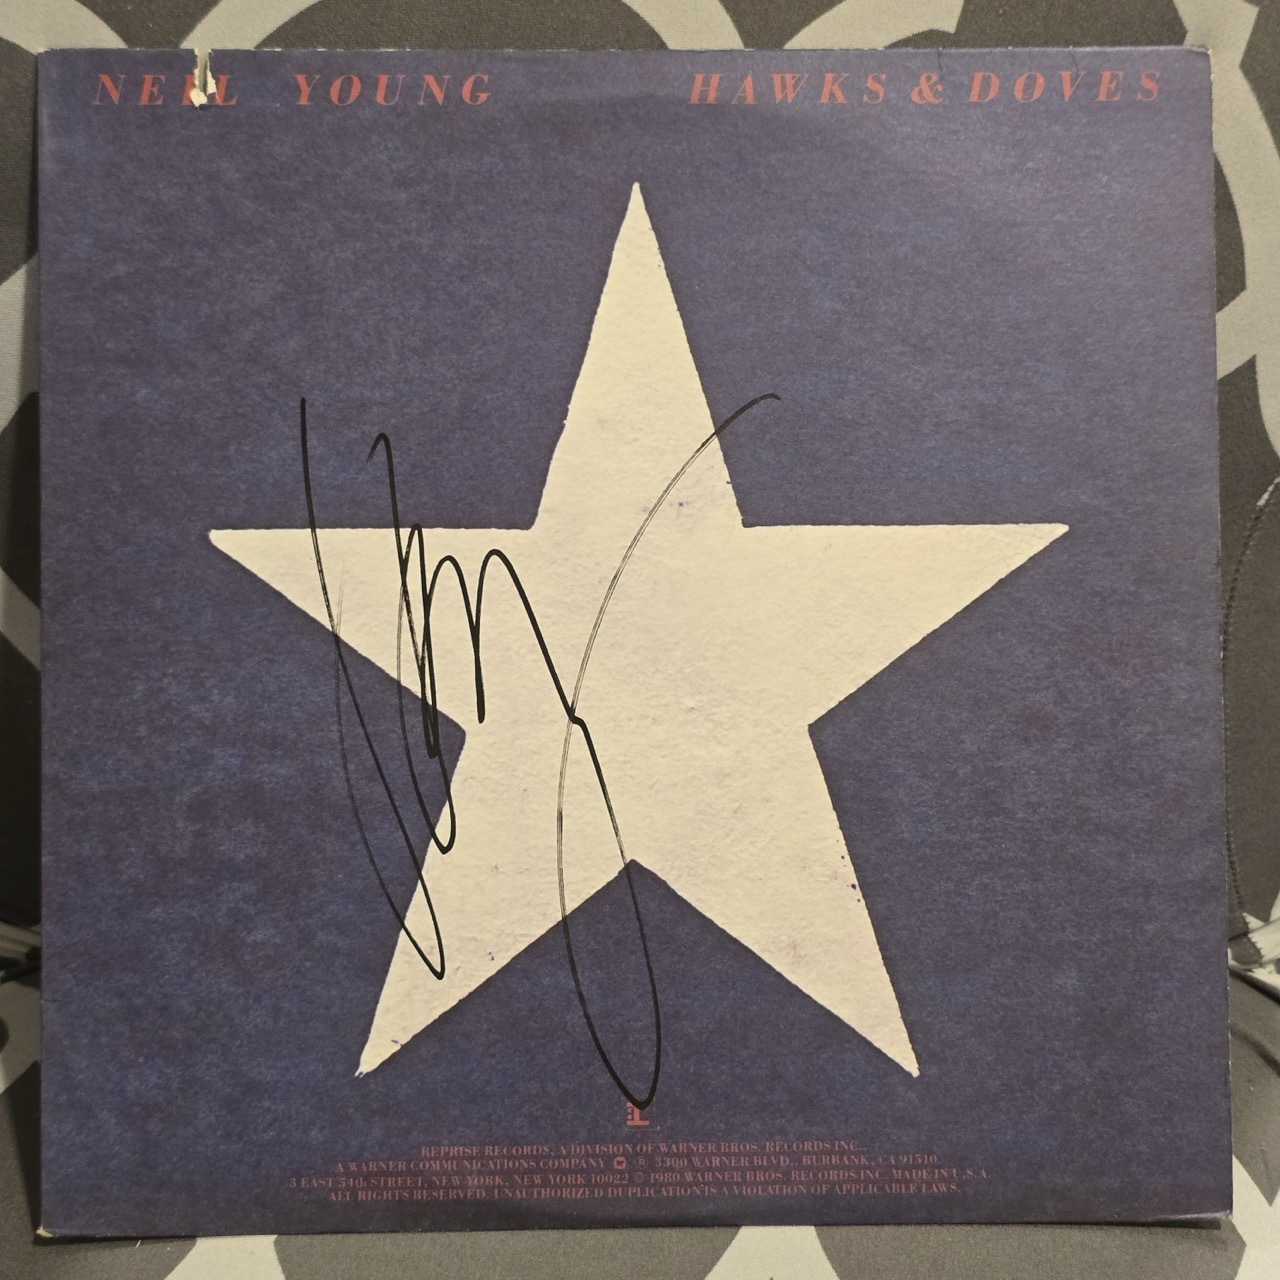 NEIL YOUNG HAWKS & DOVES
REPRISE RECORDS, A DIVISION OF WARNER BROS. RECORDS INC.,
A WARNER COMMUNICATIONS COMPANY Ⓦ Ⓡ 3300 WARNER BLVD., BURBANK, CA 91510.
3 EAST 54th STREET, NEW YORK, NEW YORK 10022 © 1980 WARNER BROS. RECORDS INC. MADE IN U.S.A.
ALL RIGHTS RESERVED. UNAUTHORIZED DUPLICATION IS A VIOLATION OF APPLICABLE LAWS.